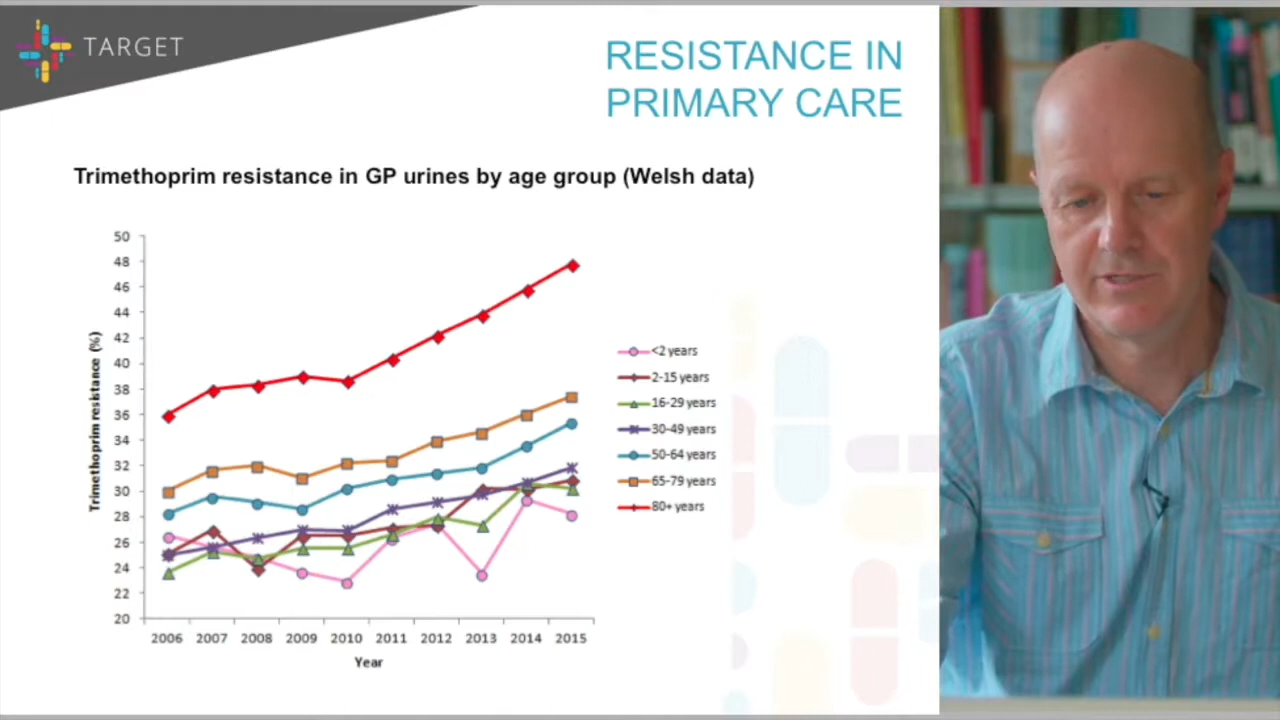 TARGET
RESISTANCE IN
PRIMARY CARE
Trimethoprim resistance in GP urines by age group (Welsh data)
50
48
46
44
42
40
38
36
34
32
30
28
26
24
22
20
Trimethoprim resistance (%)
2006 2007 2008 2009 2010 2011 2012 2013 2014 2015
Year
<2 years
2-15 years
16-29 years
30-49 years
50-64 years
65-79 years
80+ years